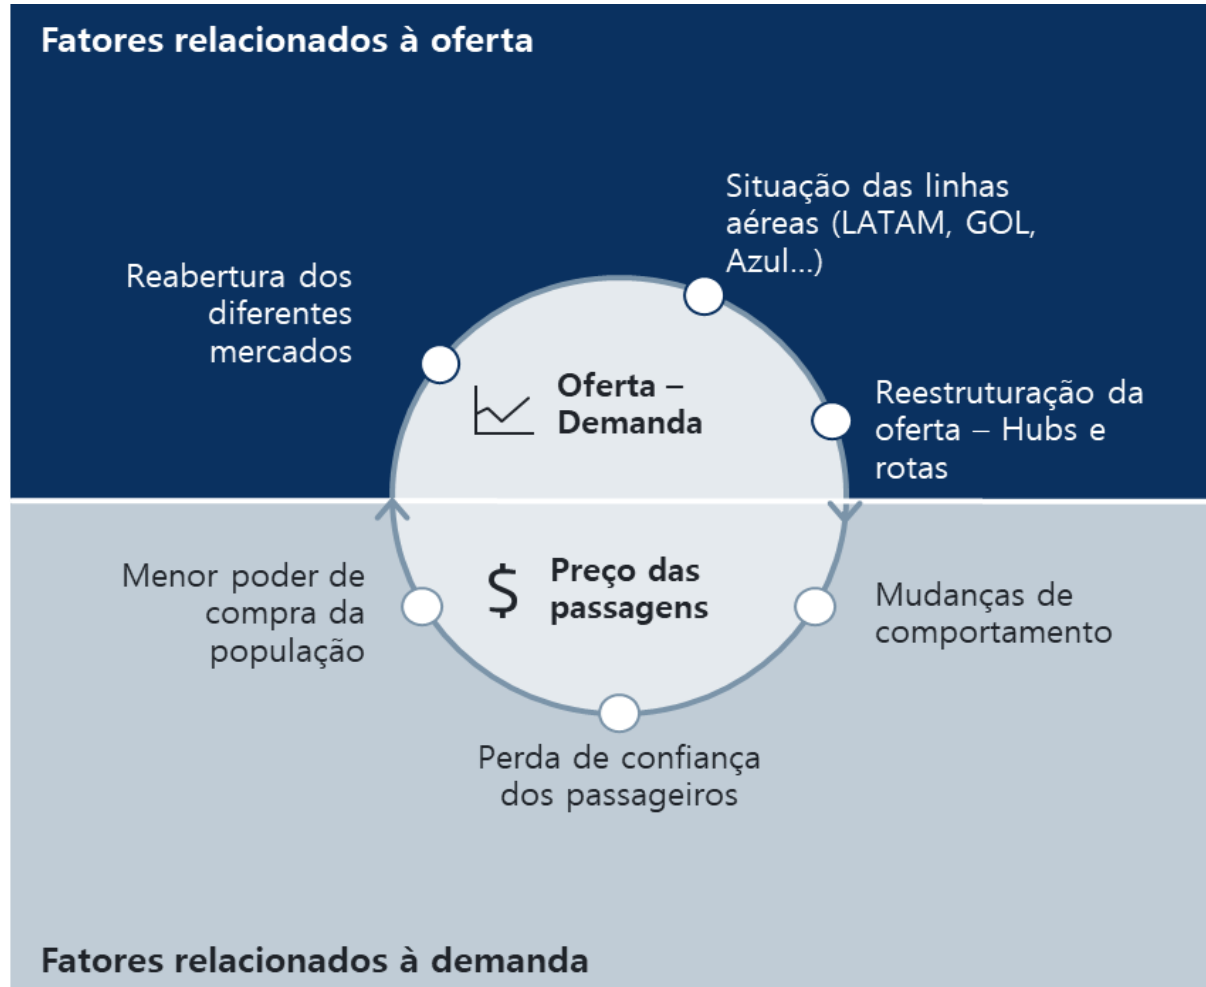 Fatores relacionados à oferta
Situação das linhas
aéreas (LATAM, GOL,
Azul...)
Reabertura dos
diferentes
mercados
Oferta –
Demanda
Reestruturação da
oferta – Hubs e
rotas
Menor poder de
compra da
população
$
Preço das
passagens
Mudanças de
comportamento
Perda de confiança
dos passageiros
Fatores relacionados à demanda